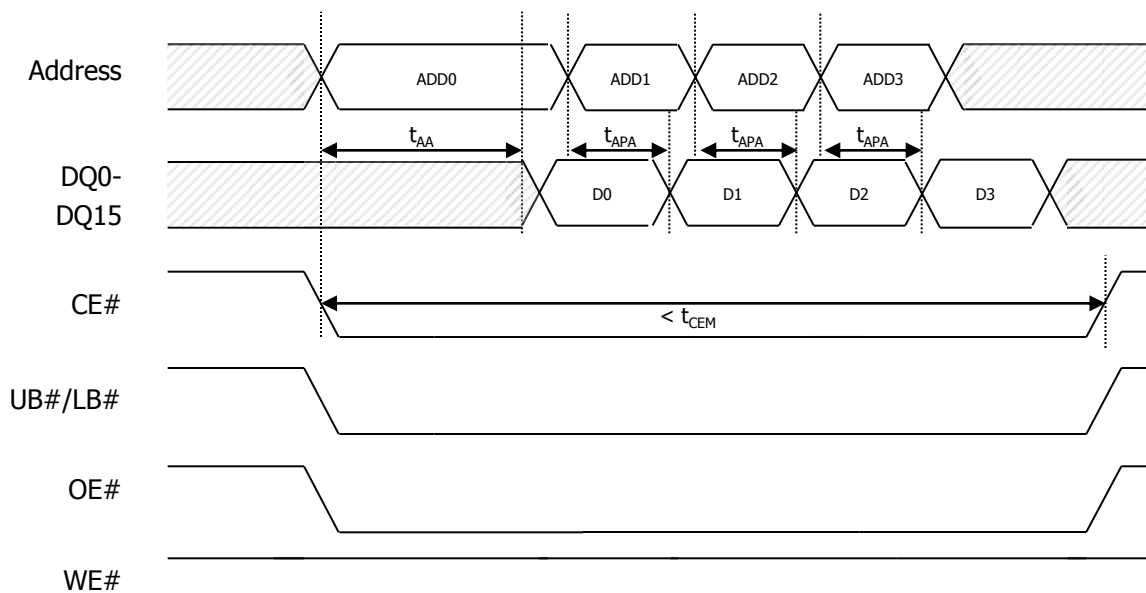 Address
ADD0
ADD1
ADD2
ADD3
tAA
tAPA
tAPA
tAPA
DQ0-
DQ15
D0
D1
D2
D3
CE#
< tCEM
UB#/LB#
OE#
WE#